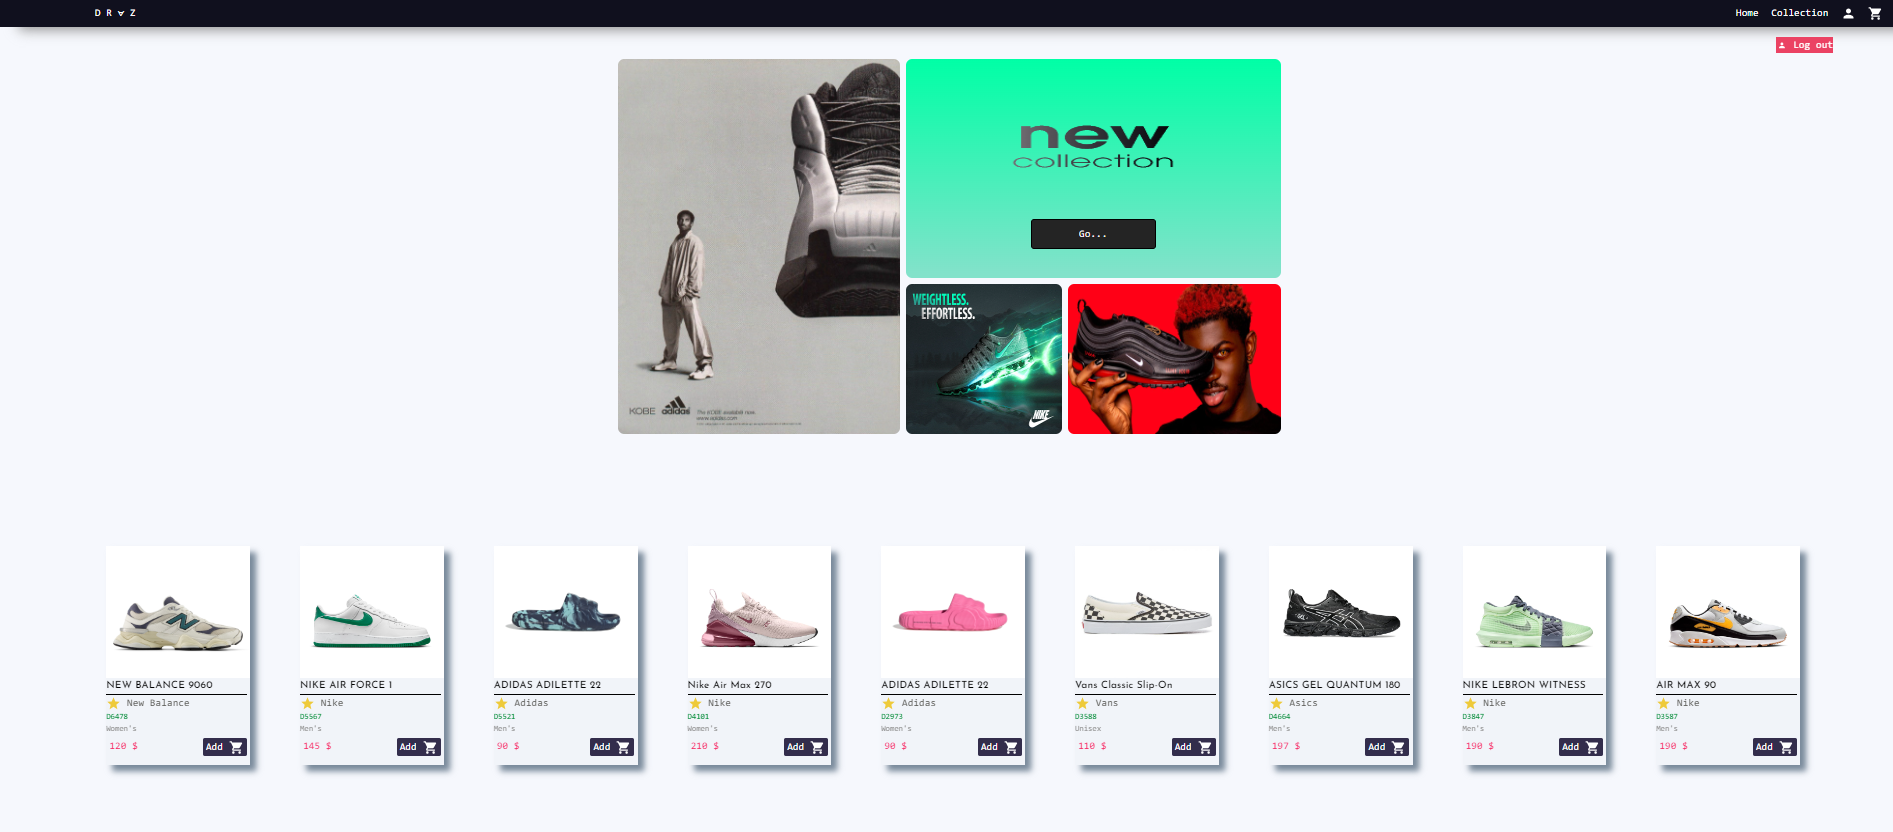 DRAZ
Home Collection
Log out
new
collection
Go...
WEIGHTLESS.
EFFORTLESS.
NIKE
KOBE adidas The KOBE available now.
www.adidas.com
NEW BALANCE 9060
New Balance
D6478
Women's
120 $
Add
NIKE AIR FORCE 1
Nike
D5567
Men's
145 $
Add
ADIDAS ADILETTE 22
Adidas
D5521
Men's
90 $
Add
Nike Air Max 270
Nike
D4101
Women's
210 $
Add
ADIDAS ADILETTE 22
Adidas
D2973
Women's
90 $
Add
Vans Classic Slip-On
Vans
D3588
Unisex
110 $
Add
ASICS GEL QUANTUM 180
Asics
D4664
Men's
197 $
Add
NIKE LEBRON WITNESS
Nike
D3847
Men's
190 $
Add
AIR MAX 90
Nike
D3587
Men's
190 $
Add